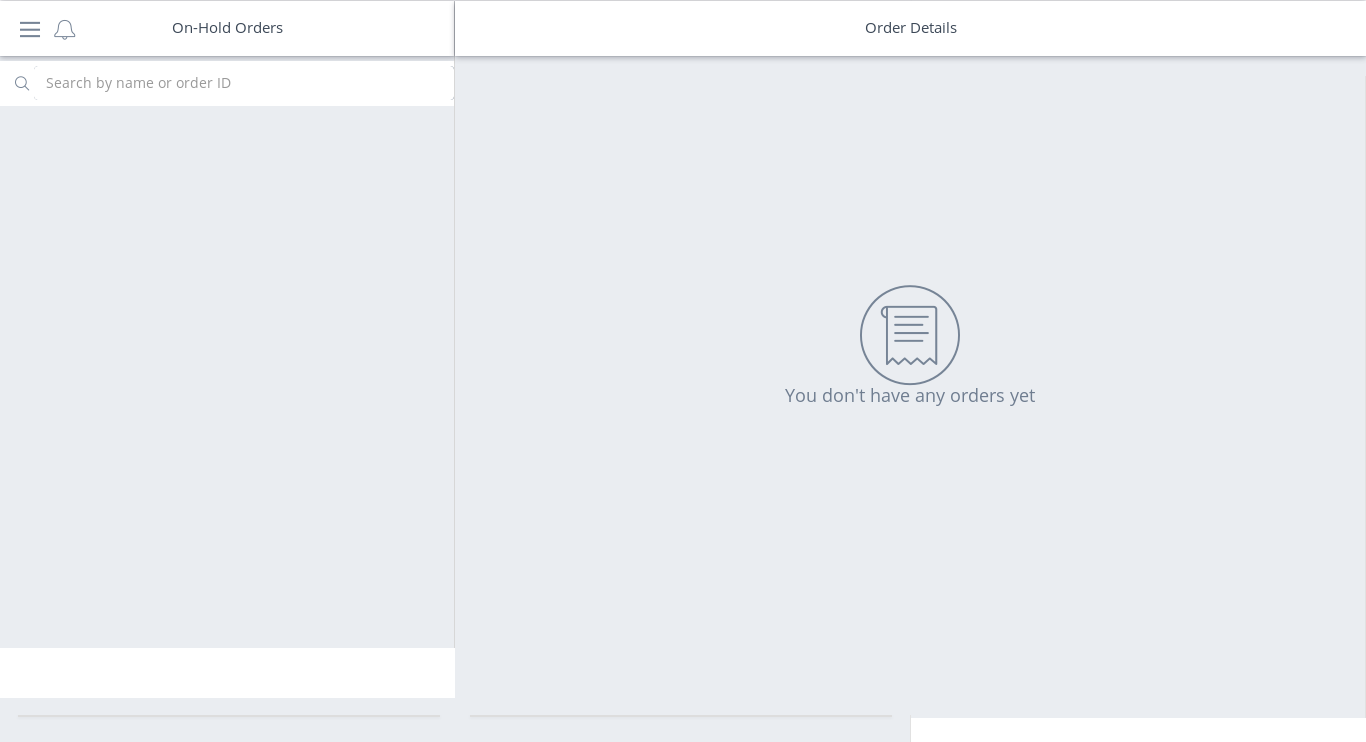 On-Hold Orders
Order Details
Search by name or order ID
You don't have any orders yet